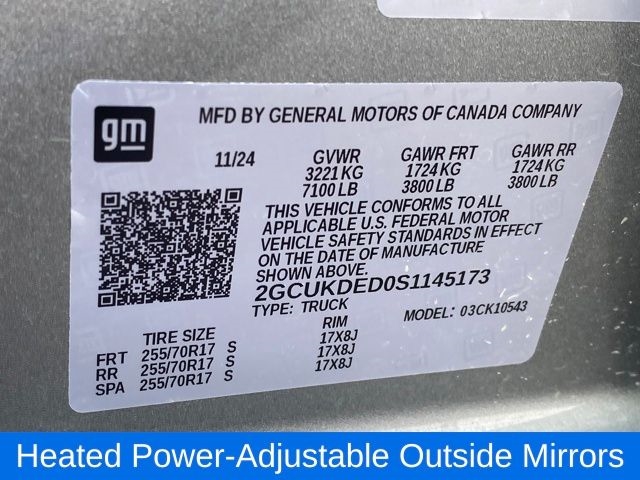 gm
MFD BY GENERAL MOTORS OF CANADA COMPANY
11/24 GVWR GAWR FRT GAWR RR
3221 KG 1724 KG 1724 KG
7100 LB 3800 LB 3800 LB
THIS VEHICLE CONFORMS TO ALL
APPLICABLE U.S. FEDERAL MOTOR
VEHICLE SAFETY STANDARDS IN EFFECT
ON THE DATE OF MANUFACTURE
SHOWN ABOVE.
2GCUKDED0S1145173
TYPE: TRUCK MODEL: 03CK10543
TIRE SIZE RIM
FRT 255/70R17 S 17X8J
RR 255/70R17 S 17X8J
SPA 255/70R17 S 17X8J
Heated Power-Adjustable Outside Mirrors